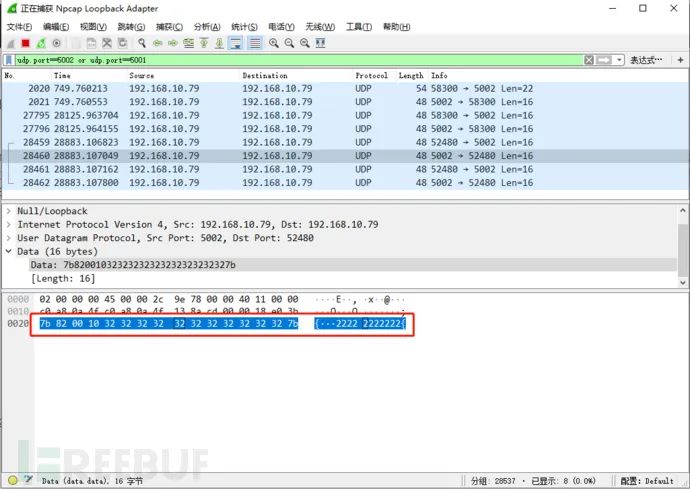 正在捕获 Npcap Loopback Adapter
文件(F) 编辑(E) 视图(V) 跳转(G) 捕获(C) 分析(A) 统计(S) 电话(Y) 无线(W) 工具(T) 帮助(H)
udp.port==5002 or udp.port==5001 表达式… +
No. Time Source Destination Protocol Length Info
2020 749.760213 192.168.10.79 192.168.10.79 UDP 54 58300 → 5002 Len=22
2021 749.760553 192.168.10.79 192.168.10.79 UDP 48 5002 → 58300 Len=16
27795 28125.963704 192.168.10.79 192.168.10.79 UDP 48 58300 → 5002 Len=16
27796 28125.964155 192.168.10.79 192.168.10.79 UDP 48 5002 → 58300 Len=16
28459 28883.106823 192.168.10.79 192.168.10.79 UDP 48 52480 → 5002 Len=16
28460 28883.107049 192.168.10.79 192.168.10.79 UDP 48 5002 → 52480 Len=16
28461 28883.107162 192.168.10.79 192.168.10.79 UDP 48 52480 → 5002 Len=16
28462 28883.107800 192.168.10.79 192.168.10.79 UDP 48 5002 → 52480 Len=16
Null/Loopback
Internet Protocol Version 4, Src: 192.168.10.79, Dst: 192.168.10.79
User Datagram Protocol, Src Port: 5002, Dst Port: 52480
Data (16 bytes)
Data: 7b82001032323232323232323232327b
[Length: 16]
0000 02 00 00 00 45 00 00 2c 9e 78 00 00 40 11 00 00 ····E··, ·x··@···
0010 c0 a8 0a 4f c0 a8 0a 4f 13 8a cd 00 00 18 e0 3b ···O···O ·······;
0020 7b 82 00 10 32 32 32 32 32 32 32 32 32 32 32 7b {···2222 2222222{
FREEBUF
Data (data.data), 16 字节 分组: 28537 · 已显示: 8 (0.0%) 配置: Default